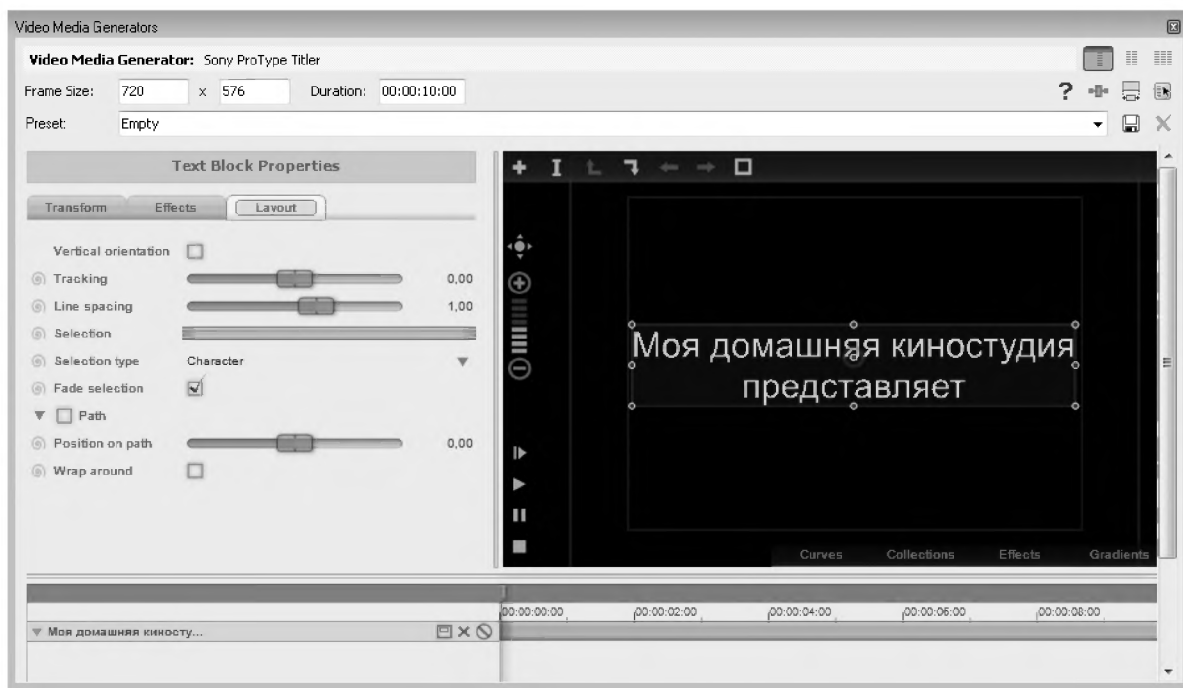 Video Media Generators
Video Media Generator: Sony ProType Titler
Frame Size: 720 x 576 Duration: 00:00:10:00
Preset: Empty
Text Block Properties
Transform Effects Layout
Vertical orientation
Tracking 0,00
Line spacing 1,00
Selection
Selection type Character
Fade selection
Path
Position on path 0,00
Wrap around
Моя домашняя киностудия
представляет
Curves Collections Effects Gradients
00:00:00:00 00:00:02:00 00:00:04:00 00:00:06:00 00:00:08:00
Моя домашняя киносту...